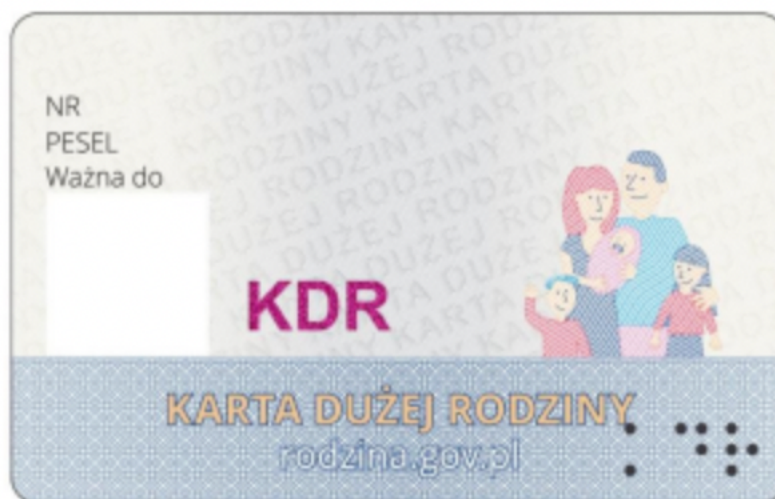 NR
PESEL
Ważna do
KDR
KARTA DUŻEJ RODZINY
rodzina.gov.pl